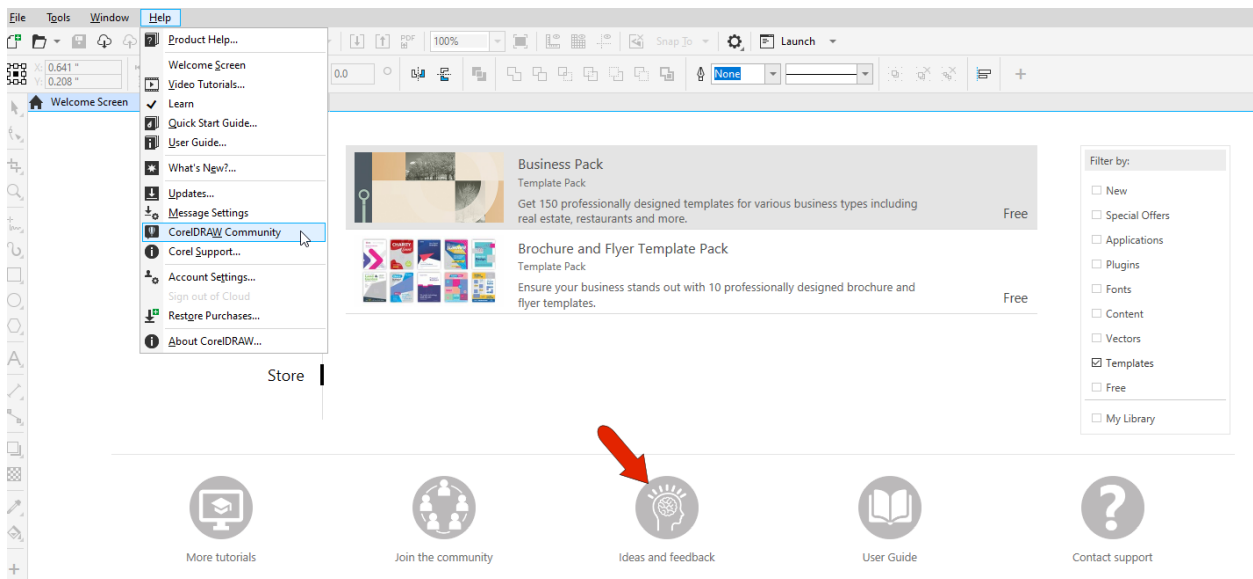 File Tools Window Help
PDF 100% Snap To Launch
X: 0.641 "
Y: 0.208 "
0.0 None
Welcome Screen
Product Help...
Welcome Screen
Video Tutorials...
Learn
Quick Start Guide...
User Guide...
What's New?...
Updates...
Message Settings
CorelDRAW Community
Corel Support...
Account Settings...
Sign out of Cloud
Restore Purchases...
About CorelDRAW...
Store
Business Pack
Template Pack
Get 150 professionally designed templates for various business types including
real estate, restaurants and more.
Free
CHARITY
Brochure and Flyer Template Pack
Template Pack
Ensure your business stands out with 10 professionally designed brochure and
flyer templates.
Free
Filter by:
New
Special Offers
Applications
Plugins
Fonts
Content
Vectors
Templates
Free
My Library
More tutorials
Join the community
Ideas and feedback
User Guide
Contact support